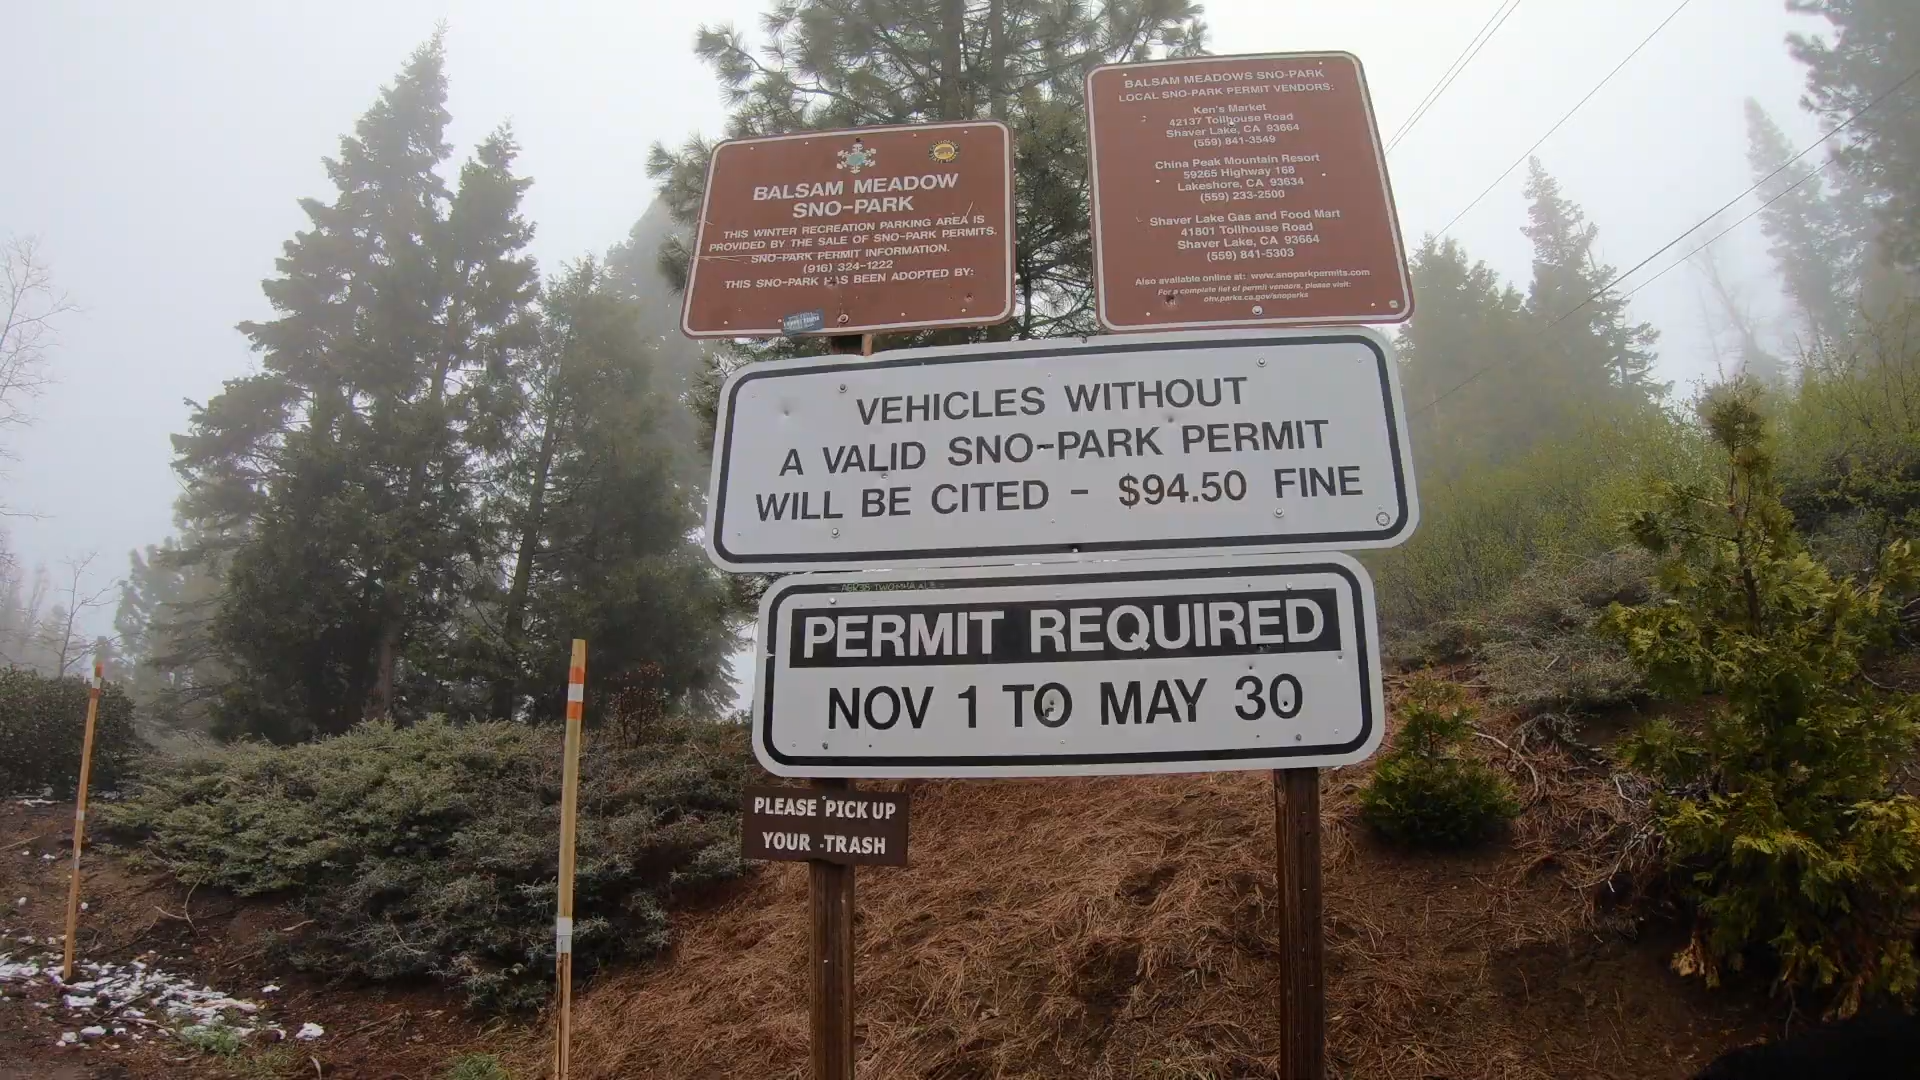 BALSAM MEADOW
SNO-PARK
THIS WINTER RECREATION PARKING AREA IS
PROVIDED BY THE SALE OF SNO-PARK PERMITS.
SNO-PARK PERMIT INFORMATION.
(916) 324-1222
THIS SNO-PARK HAS BEEN ADOPTED BY:
BALSAM MEADOWS SNO-PARK
LOCAL SNO-PARK PERMIT VENDORS:
Ken's Market
42137 Tollhouse Road
Shaver Lake, CA 93664
(559) 841-3549
China Peak Mountain Resort
59265 Highway 168
Lakeshore, CA 93634
(559) 233-2500
Shaver Lake Gas and Food Mart
41801 Tollhouse Road
Shaver Lake, CA 93664
(559) 841-5303
Also available online at: www.snoparkpermits.com
For a complete list of permit vendors, please visit:
ohv.parks.ca.gov/snoparks
VEHICLES WITHOUT
A VALID SNO-PARK PERMIT
WILL BE CITED - $94.50 FINE
PERMIT REQUIRED
NOV 1 TO MAY 30
PLEASE PICK UP
YOUR TRASH